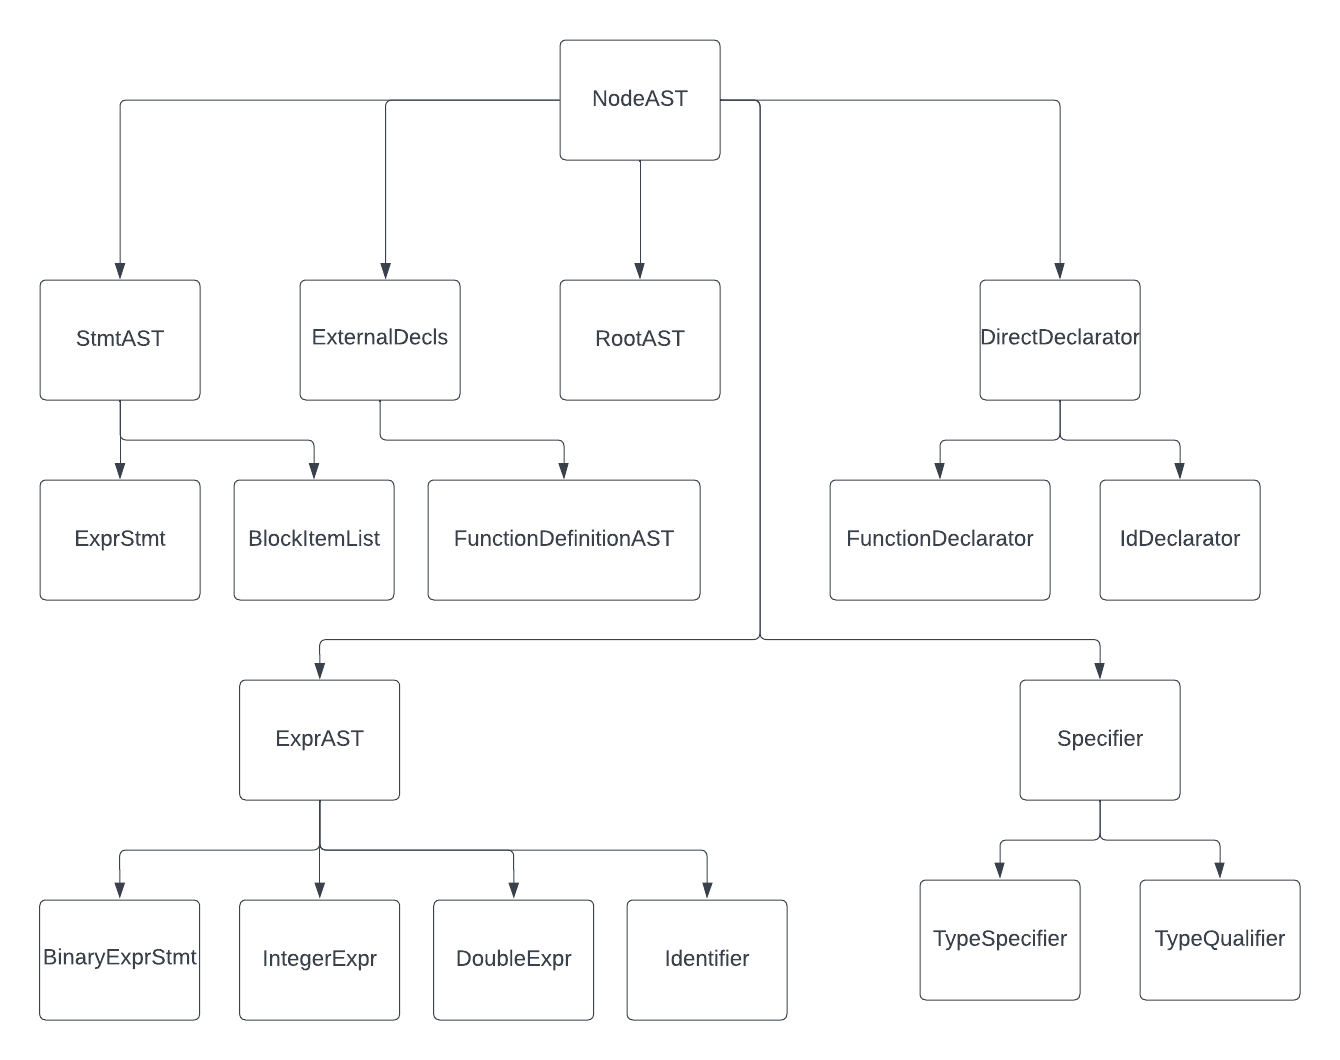 NodeAST
StmtAST
ExternalDecls
RootAST
DirectDeclarator
ExprStmt
BlockItemList
FunctionDefinitionAST
FunctionDeclarator
IdDeclarator
ExprAST
Specifier
BinaryExprStmt
IntegerExpr
DoubleExpr
Identifier
TypeSpecifier
TypeQualifier